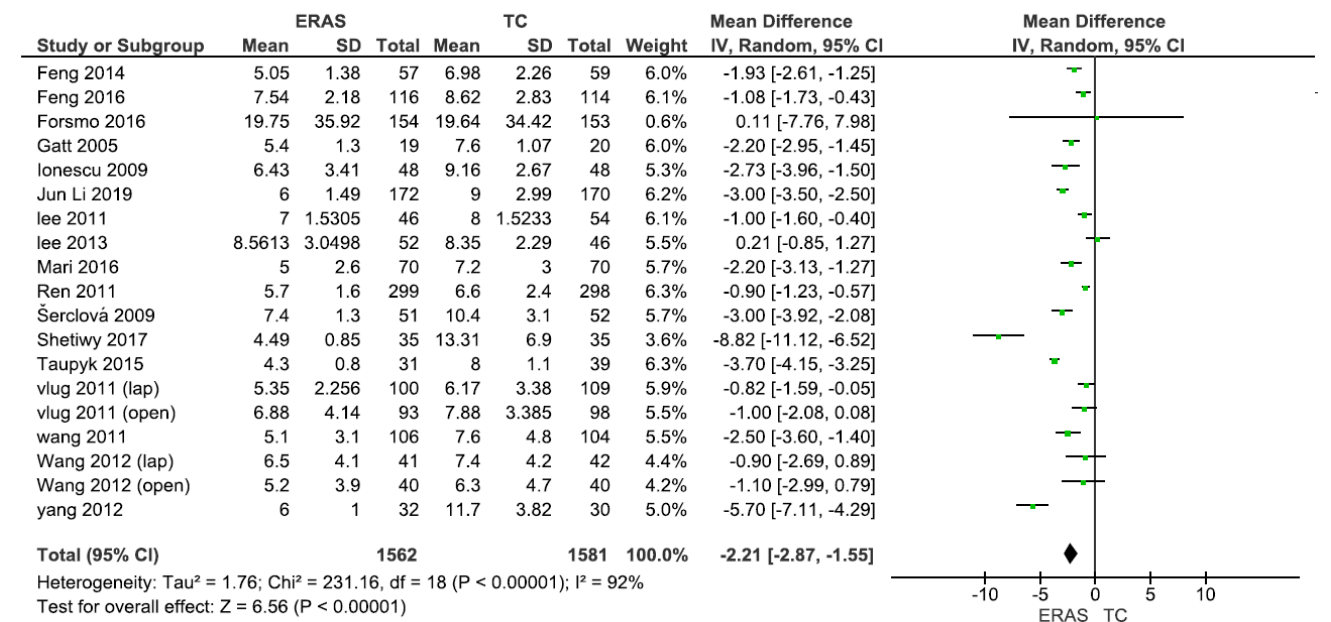 ERAS TC Mean Difference Mean Difference
Study or Subgroup Mean SD Total Mean SD Total Weight IV, Random, 95% CI IV, Random, 95% CI
Feng 2014 5.05 1.38 57 6.98 2.26 59 6.0% -1.93 [-2.61, -1.25]
Feng 2016 7.54 2.18 116 8.62 2.83 114 6.1% -1.08 [-1.73, -0.43]
Forsmo 2016 19.75 35.92 154 19.64 34.42 153 0.6% 0.11 [-7.76, 7.98]
Gatt 2005 5.4 1.3 19 7.6 1.07 20 6.0% -2.20 [-2.95, -1.45]
Ionescu 2009 6.43 3.41 48 9.16 2.67 48 5.3% -2.73 [-3.96, -1.50]
Jun Li 2019 6 1.49 172 9 2.99 170 6.2% -3.00 [-3.50, -2.50]
lee 2011 7 1.5305 46 8 1.5233 54 6.1% -1.00 [-1.60, -0.40]
lee 2013 8.5613 3.0498 52 8.35 2.29 46 5.5% 0.21 [-0.85, 1.27]
Mari 2016 5 2.6 70 7.2 3 70 5.7% -2.20 [-3.13, -1.27]
Ren 2011 5.7 1.6 299 6.6 2.4 298 6.3% -0.90 [-1.23, -0.57]
Šerclová 2009 7.4 1.3 51 10.4 3.1 52 5.7% -3.00 [-3.92, -2.08]
Shetiwy 2017 4.49 0.85 35 13.31 6.9 35 3.6% -8.82 [-11.12, -6.52]
Taupyk 2015 4.3 0.8 31 8 1.1 39 6.3% -3.70 [-4.15, -3.25]
vlug 2011 (lap) 5.35 2.256 100 6.17 3.38 109 5.9% -0.82 [-1.59, -0.05]
vlug 2011 (open) 6.88 4.14 93 7.88 3.385 98 5.5% -1.00 [-2.08, 0.08]
wang 2011 5.1 3.1 106 7.6 4.8 104 5.5% -2.50 [-3.60, -1.40]
Wang 2012 (lap) 6.5 4.1 41 7.4 4.2 42 4.4% -0.90 [-2.69, 0.89]
Wang 2012 (open) 5.2 3.9 40 6.3 4.7 40 4.2% -1.10 [-2.99, 0.79]
yang 2012 6 1 32 11.7 3.82 30 5.0% -5.70 [-7.11, -4.29]
Total (95% CI) 1562 1581 100.0% -2.21 [-2.87, -1.55]
Heterogeneity: Tau² = 1.76; Chi² = 231.16, df = 18 (P < 0.00001); I² = 92%
Test for overall effect: Z = 6.56 (P < 0.00001)
-10 -5 0 5 10
ERAS TC